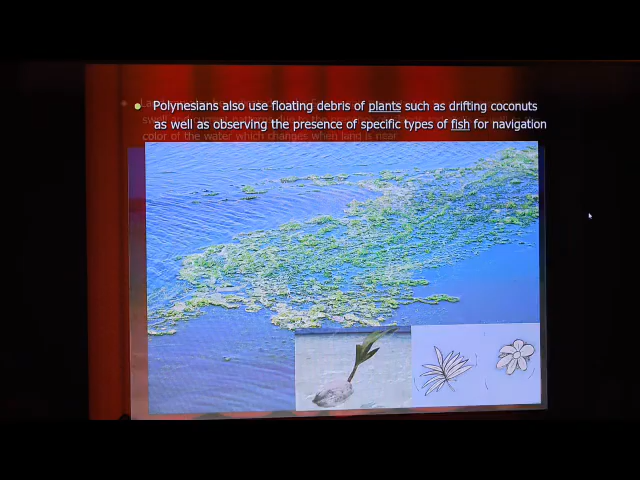 Polynesians also use floating debris of plants such as drifting coconuts
as well as observing the presence of specific types of fish for navigation
color of the water which changes when land is near